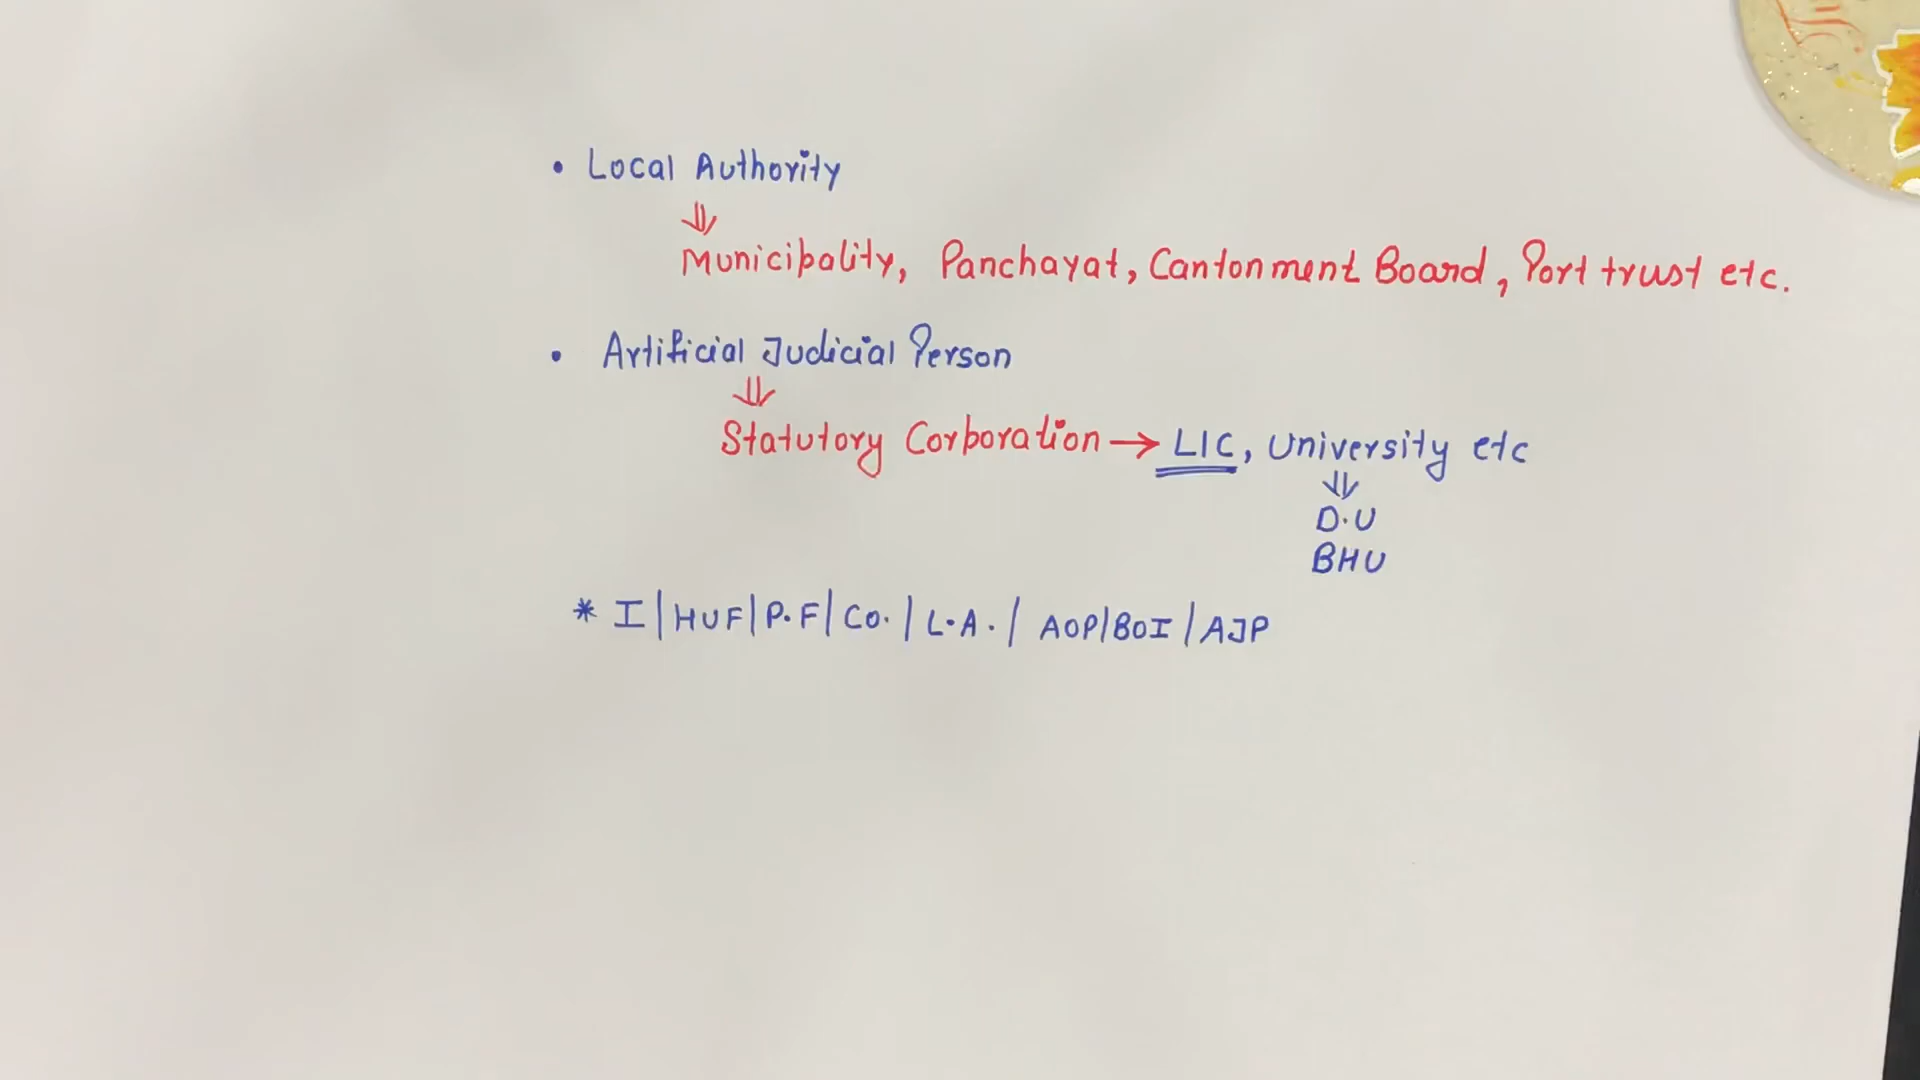 • Local Authority
⇓
Municipality, Panchayat, Cantonment Board, Port trust etc.
• Artificial Judicial Person
⇓
Statutory Corporation → LIC, University etc
⇓
D.U
BHU
* I | HUF | P.F | Co. | L.A. | AOP | BOI | AJP